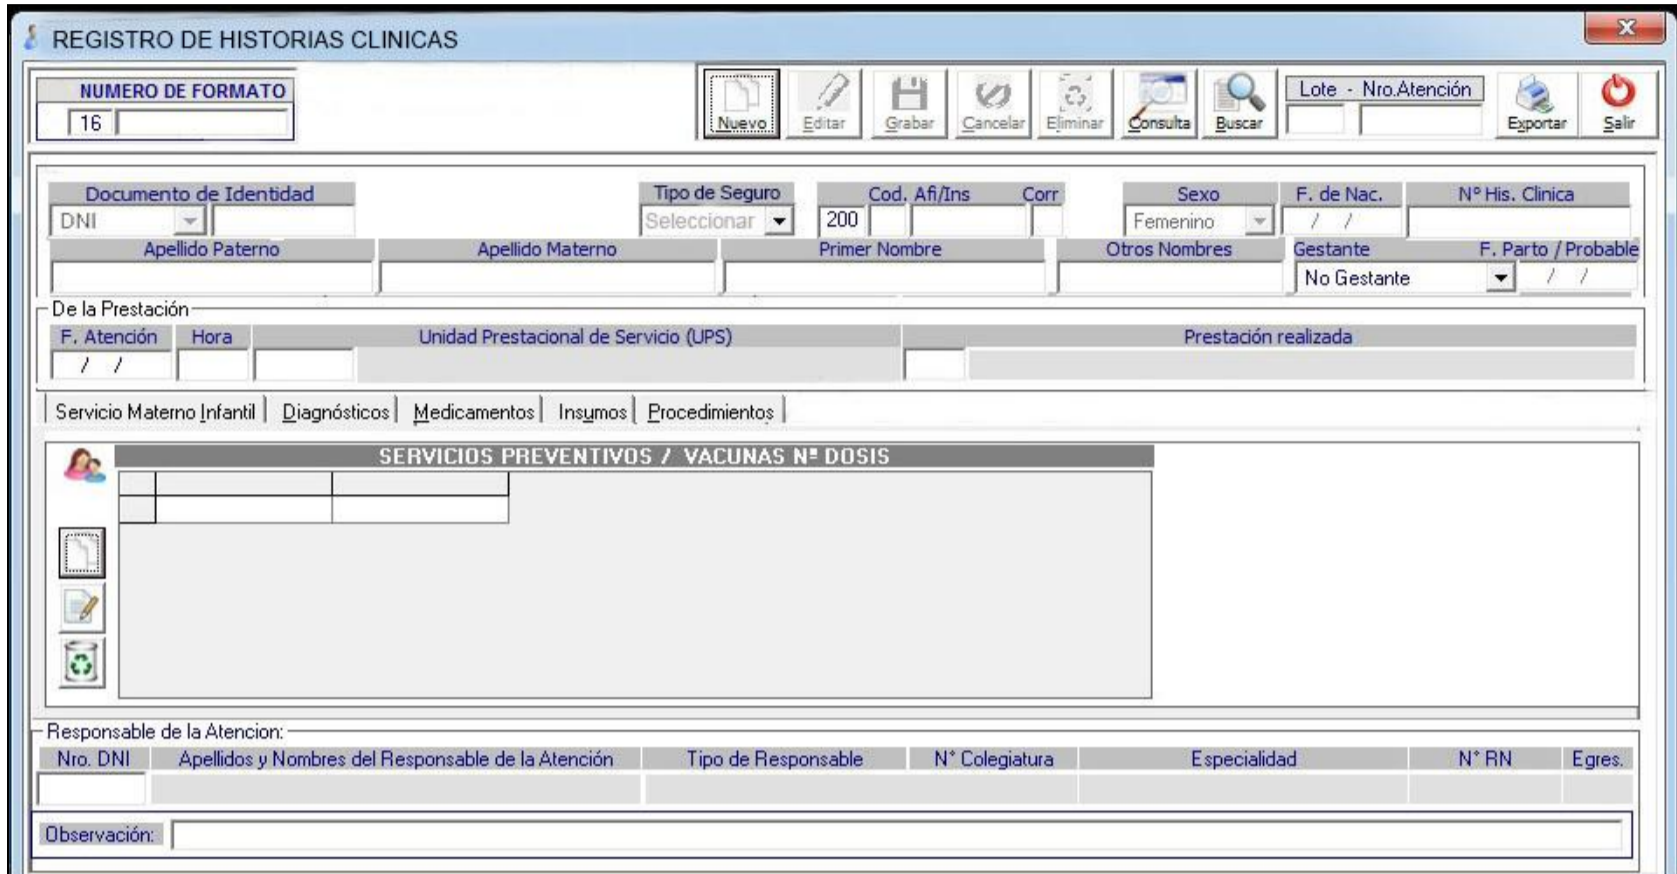 REGISTRO DE HISTORIAS CLINICAS
NUMERO DE FORMATO
16
Nuevo Editar Grabar Cancelar Eliminar Consulta Buscar
Lote - Nro.Atención
Exportar Salir
Documento de Identidad Tipo de Seguro Cod. Afi/Ins Corr Sexo F. de Nac. Nº His. Clinica
DNI Seleccionar 200 Femenino / /
Apellido Paterno Apellido Materno Primer Nombre Otros Nombres Gestante F. Parto / Probable
No Gestante / /
De la Prestación
F. Atención Hora Unidad Prestacional de Servicio (UPS) Prestación realizada
/ /
Servicio Materno Infantil Diagnósticos Medicamentos Insumos Procedimientos
SERVICIOS PREVENTIVOS / VACUNAS Nº DOSIS
Responsable de la Atencion:
Nro. DNI Apellidos y Nombres del Responsable de la Atención Tipo de Responsable N° Colegiatura Especialidad N° RN Egres.
Observación: